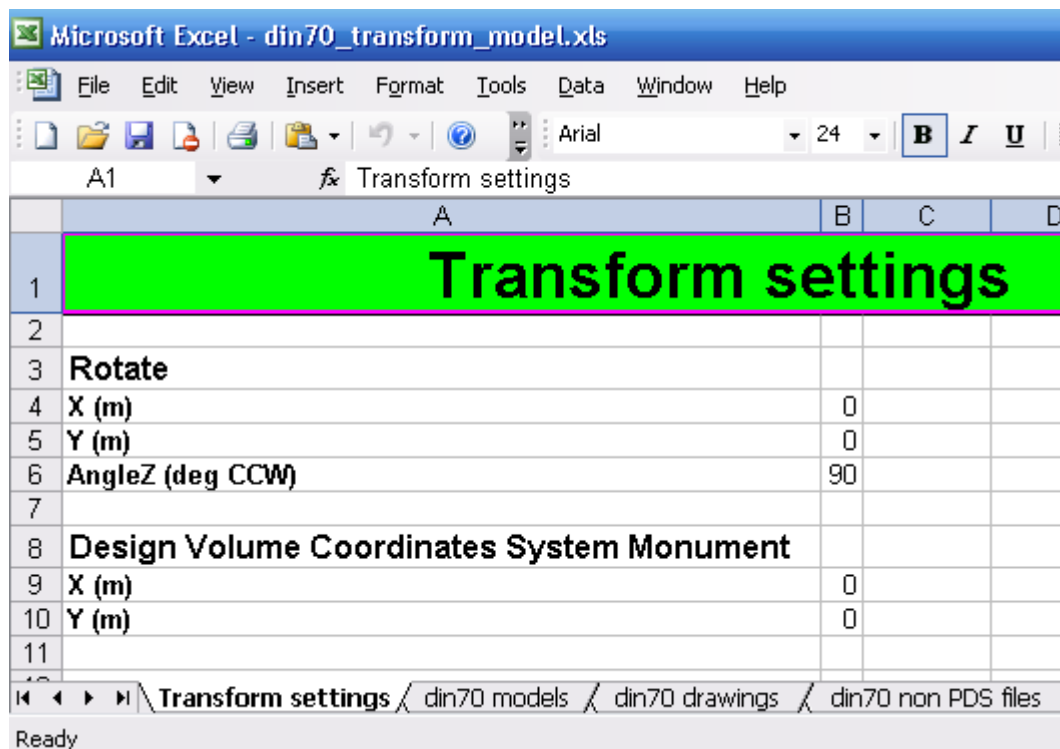 Microsoft Excel - din70_transform_model.xls
File Edit View Insert Format Tools Data Window Help
Arial 24 B I U
A1 fx Transform settings
A B C D
1 Transform settings
2
3 Rotate
4 X (m) 0
5 Y (m) 0
6 AngleZ (deg CCW) 90
7
8 Design Volume Coordinates System Monument
9 X (m) 0
10 Y (m) 0
11
Transform settings / din70 models / din70 drawings / din70 non PDS files
Ready